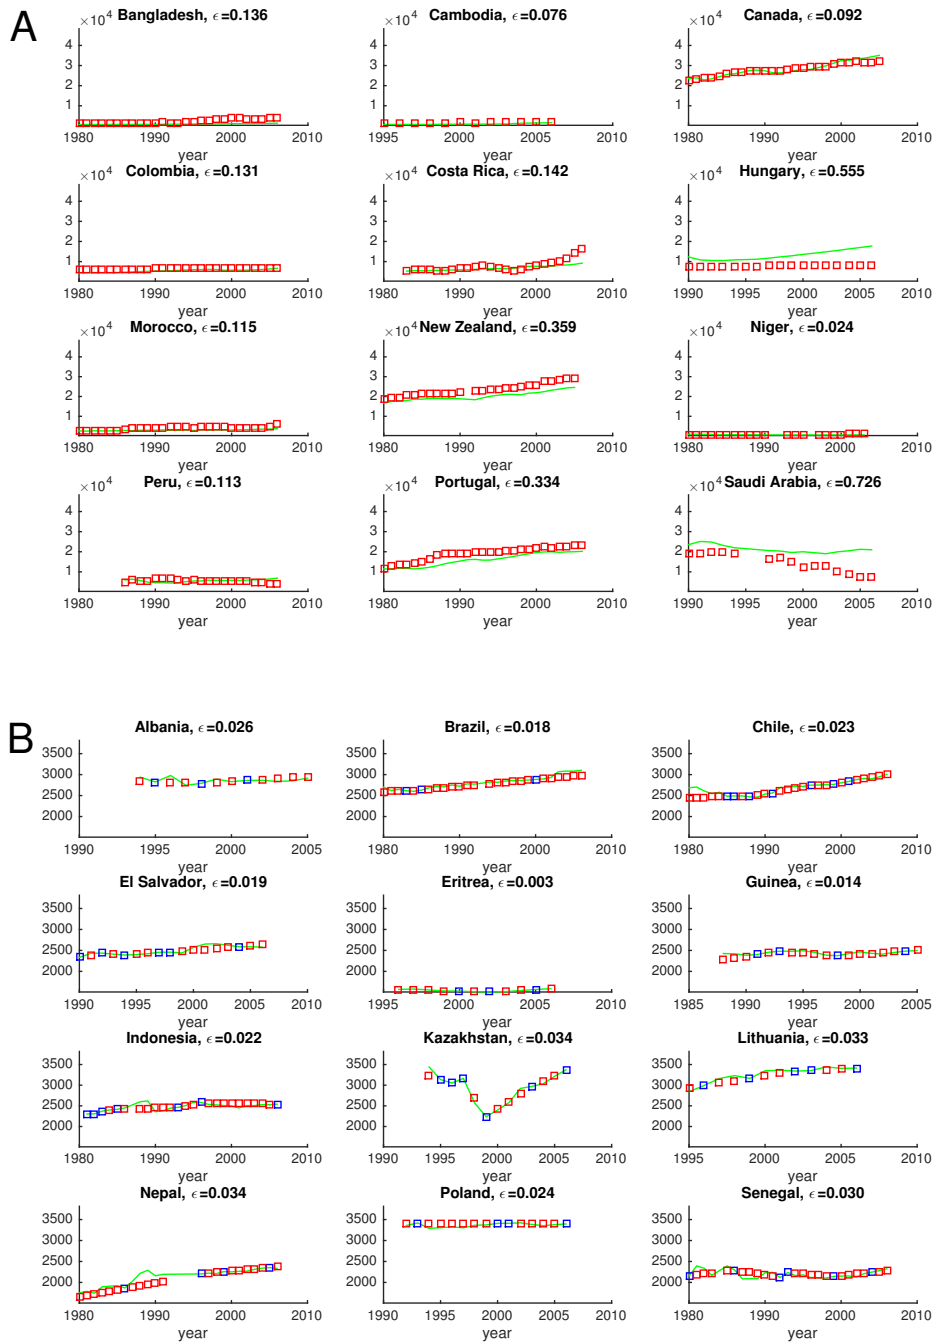 A
Bangladesh, ϵ=0.136
Cambodia, ϵ=0.076
Canada, ϵ=0.092
×10⁴
×10⁴
×10⁴
4
3
2
1
4
3
2
1
4
3
2
1
1980 1990 2000 2010
1995 2000 2005 2010
1980 1990 2000 2010
year
year
year
Colombia, ϵ=0.131
Costa Rica, ϵ=0.142
Hungary, ϵ=0.555
×10⁴
×10⁴
×10⁴
4
3
2
1
4
3
2
1
4
3
2
1
1980 1990 2000 2010
1980 1990 2000 2010
1990 1995 2000 2005 2010
year
year
year
Morocco, ϵ=0.115
New Zealand, ϵ=0.359
Niger, ϵ=0.024
×10⁴
×10⁴
×10⁴
4
3
2
1
4
3
2
1
4
3
2
1
1980 1990 2000 2010
1980 1990 2000 2010
1980 1990 2000 2010
year
year
year
Peru, ϵ=0.113
Portugal, ϵ=0.334
Saudi Arabia, ϵ=0.726
×10⁴
×10⁴
×10⁴
4
3
2
1
4
3
2
1
4
3
2
1
1980 1990 2000 2010
1980 1990 2000 2010
1990 1995 2000 2005 2010
year
year
year
B
Albania, ϵ=0.026
Brazil, ϵ=0.018
Chile, ϵ=0.023
3500
3000
2500
2000
3500
3000
2500
2000
3500
3000
2500
2000
1990 1995 2000 2005
1980 1990 2000 2010
1980 1990 2000 2010
year
year
year
El Salvador, ϵ=0.019
Eritrea, ϵ=0.003
Guinea, ϵ=0.014
3500
3000
2500
2000
3500
3000
2500
2000
3500
3000
2500
2000
1990 1995 2000 2005 2010
1995 2000 2005 2010
1985 1990 1995 2000 2005
year
year
year
Indonesia, ϵ=0.022
Kazakhstan, ϵ=0.034
Lithuania, ϵ=0.033
3500
3000
2500
2000
3500
3000
2500
2000
3500
3000
2500
2000
1980 1990 2000 2010
1990 1995 2000 2005 2010
1995 2000 2005 2010
year
year
year
Nepal, ϵ=0.034
Poland, ϵ=0.024
Senegal, ϵ=0.030
3500
3000
2500
2000
3500
3000
2500
2000
3500
3000
2500
2000
1980 1990 2000 2010
1990 1995 2000 2005 2010
1980 1990 2000 2010
year
year
year